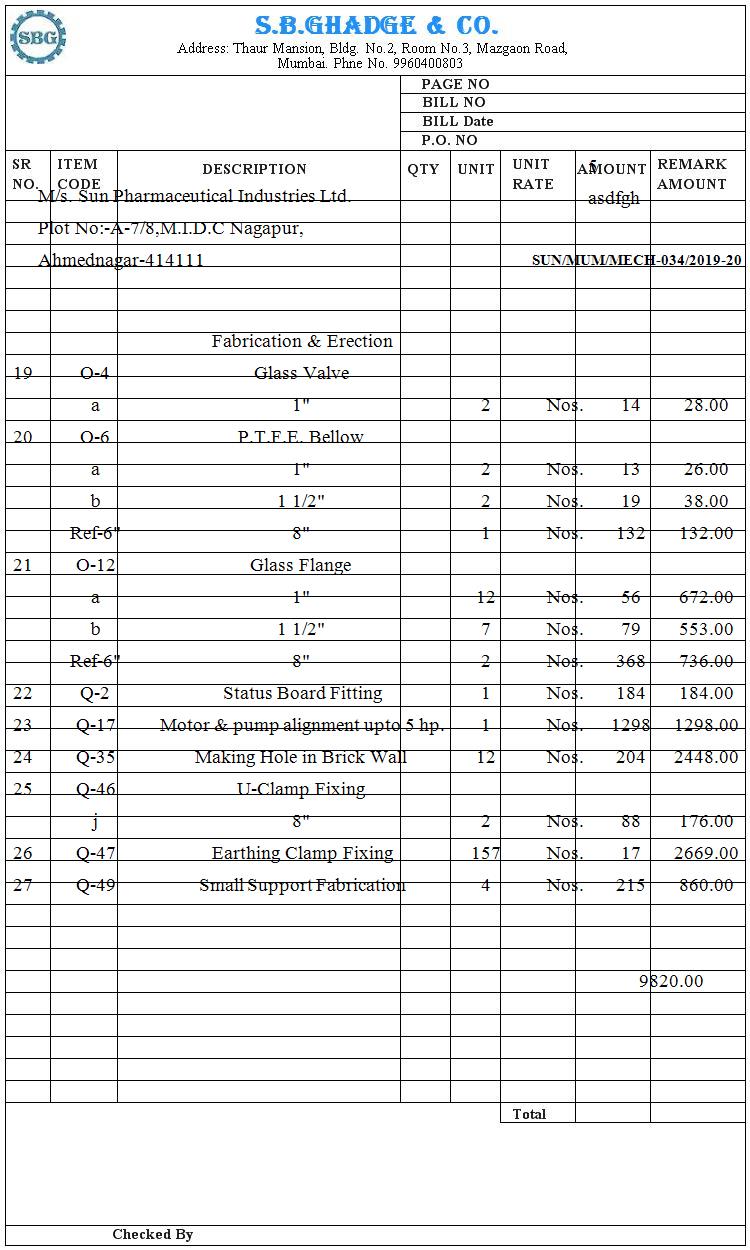 SBG
S.B.GHADGE & CO.
Address: Thaur Mansion, Bldg. No.2, Room No.3, Mazgaon Road,
Mumbai. Phne No. 9960400803
PAGE NO
BILL NO
BILL Date
P.O. NO
SR NO. ITEM CODE DESCRIPTION QTY UNIT UNIT RATE AMOUNT REMARK AMOUNT
5
M/s. Sun Pharmaceutical Industries Ltd. asdfgh
Plot No:-A-7/8,M.I.D.C Nagapur,
Ahmednagar-414111 SUN/MUM/MECH-034/2019-20
Fabrication & Erection
19 O-4 Glass Valve
a 1" 2 Nos. 14 28.00
20 O-6 P.T.F.E. Bellow
a 1" 2 Nos. 13 26.00
b 1 1/2" 2 Nos. 19 38.00
Ref-6" 8" 1 Nos. 132 132.00
21 O-12 Glass Flange
a 1" 12 Nos. 56 672.00
b 1 1/2" 7 Nos. 79 553.00
Ref-6" 8" 2 Nos. 368 736.00
22 Q-2 Status Board Fitting 1 Nos. 184 184.00
23 Q-17 Motor & pump alignment upto 5 hp. 1 Nos. 1298 1298.00
24 Q-35 Making Hole in Brick Wall 12 Nos. 204 2448.00
25 Q-46 U-Clamp Fixing
j 8" 2 Nos. 88 176.00
26 Q-47 Earthing Clamp Fixing 157 Nos. 17 2669.00
27 Q-49 Small Support Fabrication 4 Nos. 215 860.00
9820.00
Total
Checked By